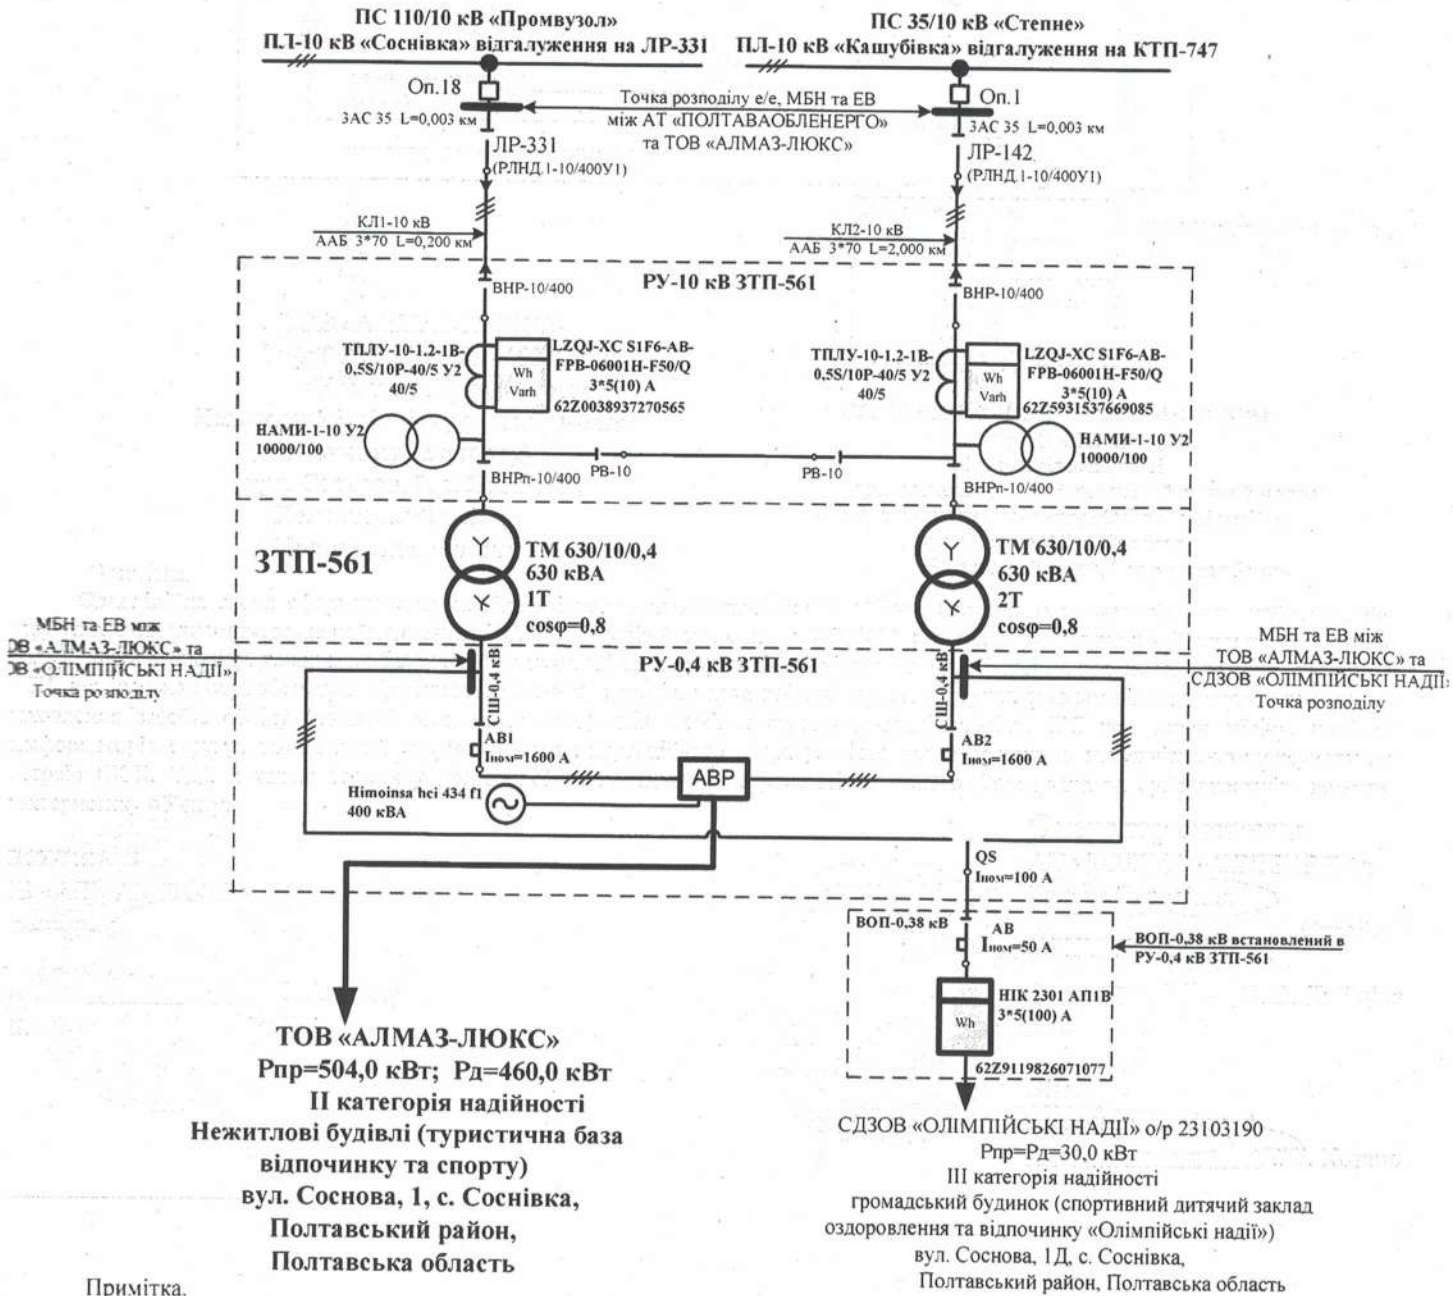 ПС 110/10 кВ «Промвузол»
ПЛ-10 кВ «Соснівка» відгалуження на ЛР-331
ПС 35/10 кВ «Степне»
ПЛ-10 кВ «Кашубівка» відгалуження на КТП-747
Оп.18
Точка розподілу е/е, МБН та ЕВ
між АТ «ПОЛТАВАОБЛЕНЕРГО»
та ТОВ «АЛМАЗ-ЛЮКС»
Оп.1
3АС 35 L=0,003 км
3АС 35 L=0,003 км
ЛР-331
(РЛНД.1-10/400У1)
ЛР-142
(РЛНД.1-10/400У1)
КЛ1-10 кВ
ААБ 3*70 L=0,200 км
КЛ2-10 кВ
ААБ 3*70 L=2,000 км
РУ-10 кВ ЗТП-561
ВНР-10/400
ВНР-10/400
ТПЛУ-10-1.2-1В-
0,5S/10Р-40/5 У2
40/5
Wh
Varh
LZQJ-XC S1F6-AB-
FPB-06001H-F50/Q
3*5(10) А
62Z0038937270565
ТПЛУ-10-1.2-1В-
0,5S/10Р-40/5 У2
40/5
Wh
Varh
LZQJ-XC S1F6-AB-
FPB-06001H-F50/Q
3*5(10) А
62Z5931537669085
НАМИ-1-10 У2
10000/100
НАМИ-1-10 У2
10000/100
РВ-10
РВ-10
ВНРп-10/400
ВНРп-10/400
ЗТП-561
ТМ 630/10/0,4
630 кВА
1Т
cosφ=0,8
ТМ 630/10/0,4
630 кВА
2Т
cosφ=0,8
МБН та ЕВ між
ОВ «АЛМАЗ-ЛЮКС» та
ОВ «ОЛІМПІЙСЬКІ НАДІЇ»
Точка розподілу
РУ-0,4 кВ ЗТП-561
МБН та ЕВ між
ТОВ «АЛМАЗ-ЛЮКС» та
СДЗОВ «ОЛІМПІЙСЬКІ НАДІЇ»
Точка розподілу
СШ-0,4 кВ
СШ-0,4 кВ
АВ1
Iном=1600 А
АВ2
Iном=1600 А
АВР
Himoinsa hci 434 f1
400 кВА
QS
Iном=100 А
ВОП-0,38 кВ
АВ
Iном=50 А
ВОП-0,38 кВ встановлений в
РУ-0,4 кВ ЗТП-561
Wh
НІК 2301 АП1В
3*5(100) А
62Z9119826071077
ТОВ «АЛМАЗ-ЛЮКС»
Рпр=504,0 кВт; Рд=460,0 кВт
ІІ категорія надійності
Нежитлові будівлі (туристична база
відпочинку та спорту)
вул. Соснова, 1, с. Соснівка,
Полтавський район,
Полтавська область
СДЗОВ «ОЛІМПІЙСЬКІ НАДІЇ» о/р 23103190
Рпр=Рд=30,0 кВт
ІІІ категорія надійності
громадський будинок (спортивний дитячий заклад
оздоровлення та відпочинку «Олімпійські надії»)
вул. Соснова, 1Д, с. Соснівка,
Полтавський район, Полтавська область
Примітка.